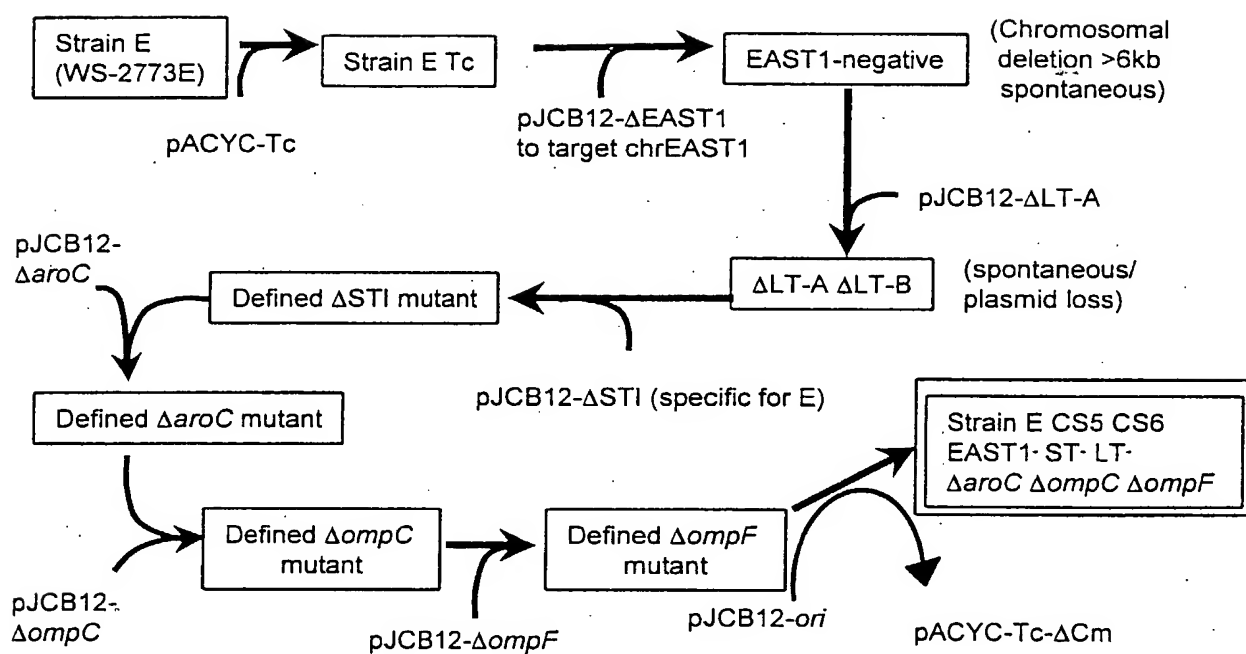 Strain E
(WS-2773E)
Strain E Tc
EAST1-negative
(Chromosomal
deletion >6kb
spontaneous)
pACYC-Tc
pJCB12-ΔEAST1
to target chrEAST1
pJCB12-ΔLT-A
pJCB12-
ΔaroC
Defined ΔSTI mutant
ΔLT-A ΔLT-B
(spontaneous/
plasmid loss)
pJCB12-ΔSTI (specific for E)
Defined ΔaroC mutant
Strain E CS5 CS6
EAST1- ST- LT-
ΔaroC ΔompC ΔompF
Defined ΔompC
mutant
Defined ΔompF
mutant
pJCB12-
ΔompC
pJCB12-ΔompF
pJCB12-ori
pACYC-Tc-ΔCm